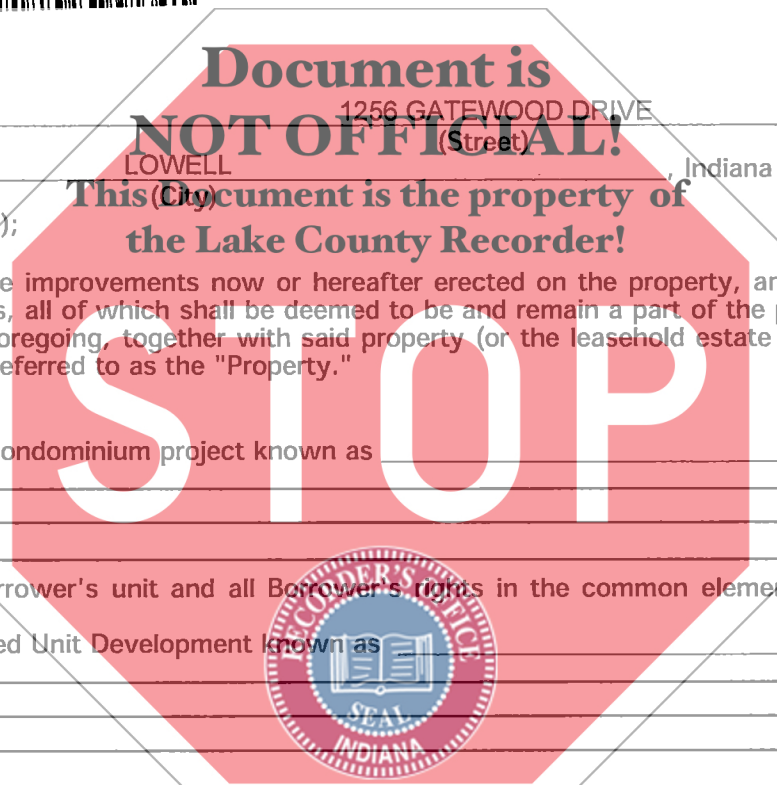 Document is
1256 GATEWOOD DRIVE
NOT OFFICIAL!
(Street)
LOWELL , Indiana
This Document is the property of
(City)
);
the Lake County Recorder!
e improvements now or hereafter erected on the property, an
s, all of which shall be deemed to be and remain a part of the p
oregoing, together with said property (or the leasehold estate
eferred to as the "Property."
STOP
ondominium project known as
rrower's unit and all Borrower's rights in the common eleme
ed Unit Development known as
RECORDER'S OFFICE
SEAL
INDIANA